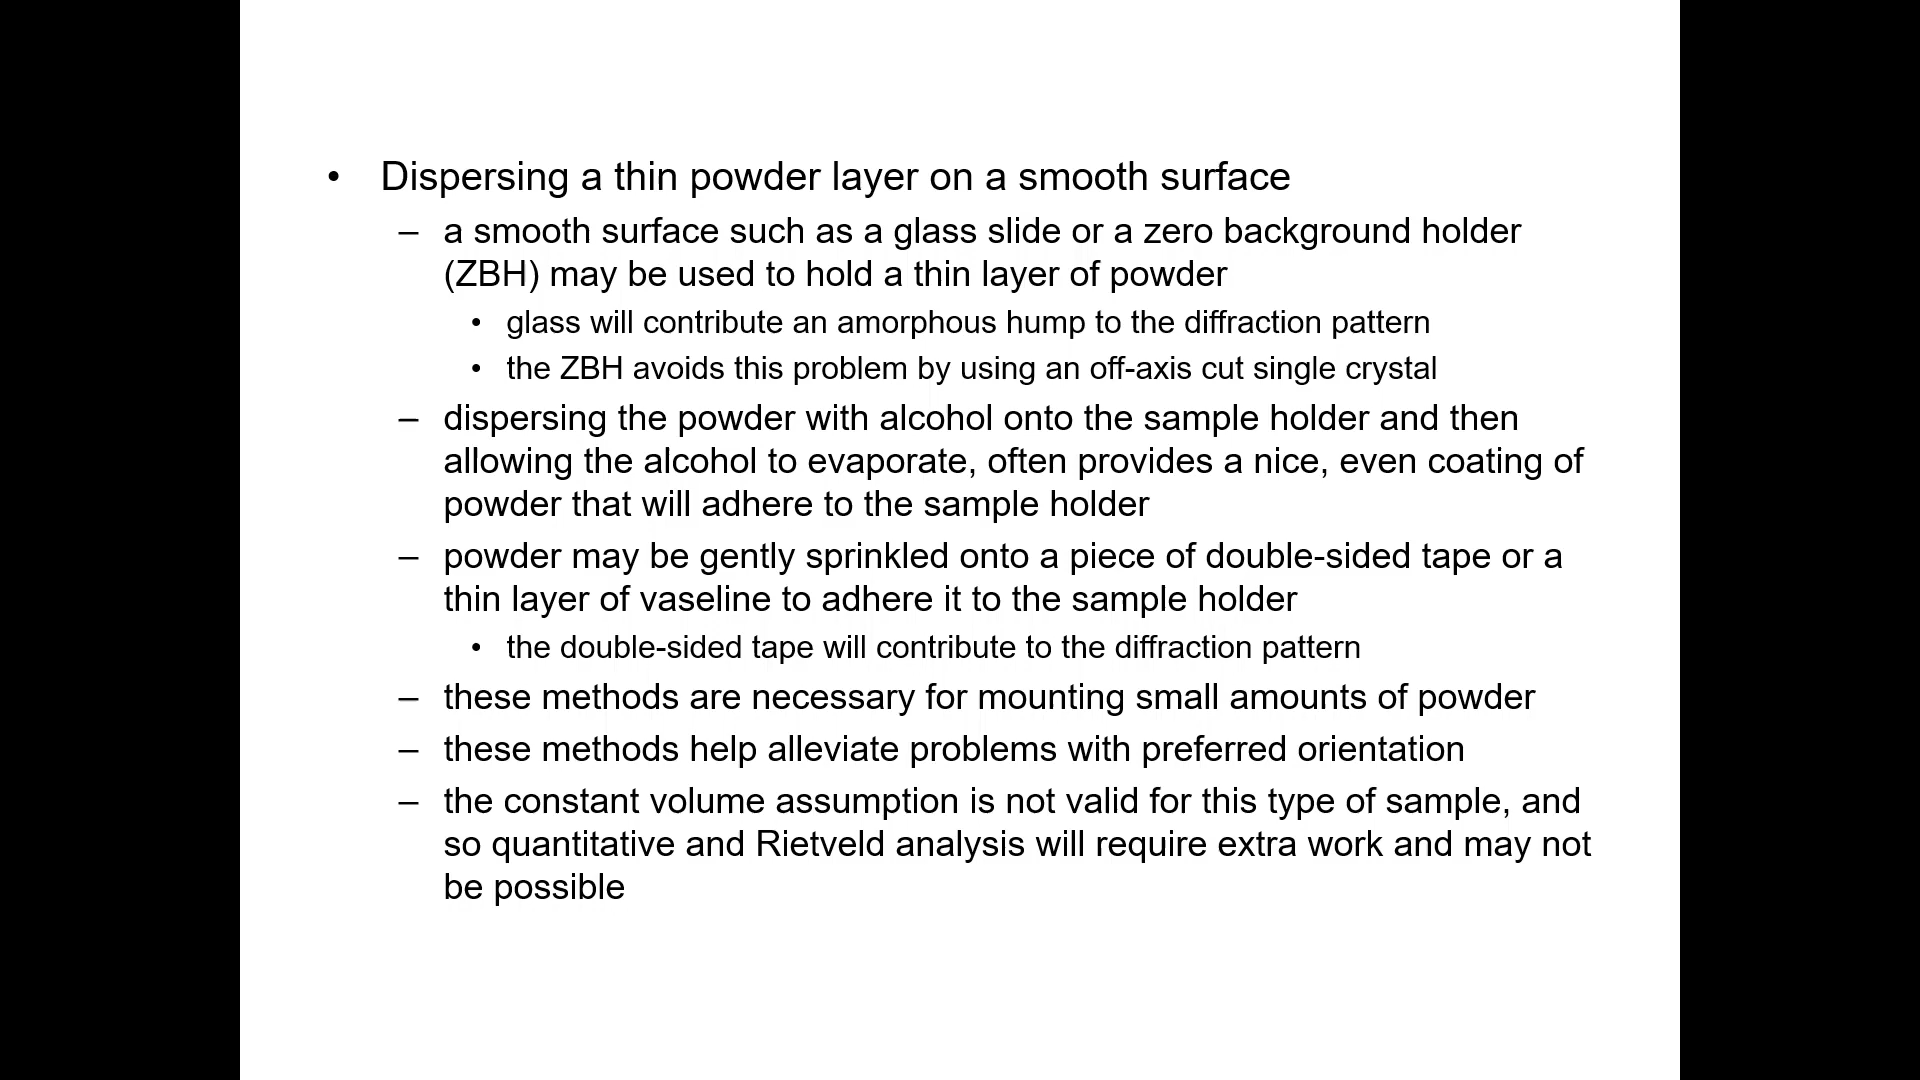 • Dispersing a thin powder layer on a smooth surface
– a smooth surface such as a glass slide or a zero background holder
(ZBH) may be used to hold a thin layer of powder
• glass will contribute an amorphous hump to the diffraction pattern
• the ZBH avoids this problem by using an off-axis cut single crystal
– dispersing the powder with alcohol onto the sample holder and then
allowing the alcohol to evaporate, often provides a nice, even coating of
powder that will adhere to the sample holder
– powder may be gently sprinkled onto a piece of double-sided tape or a
thin layer of vaseline to adhere it to the sample holder
• the double-sided tape will contribute to the diffraction pattern
– these methods are necessary for mounting small amounts of powder
– these methods help alleviate problems with preferred orientation
– the constant volume assumption is not valid for this type of sample, and
so quantitative and Rietveld analysis will require extra work and may not
be possible